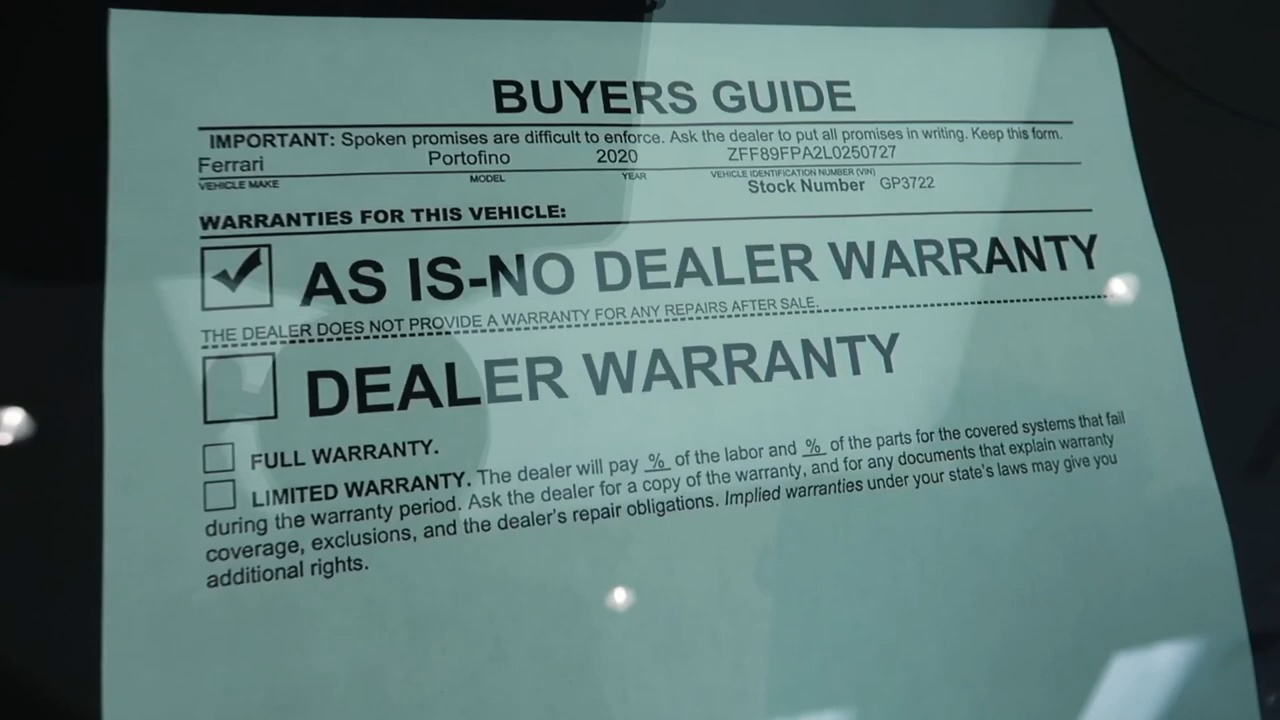 BUYERS GUIDE
IMPORTANT: Spoken promises are difficult to enforce. Ask the dealer to put all promises in writing. Keep this form.
Ferrari Portofino 2020 ZFF89FPA2L0250727
VEHICLE MAKE MODEL YEAR VEHICLE IDENTIFICATION NUMBER (VIN)
Stock Number GP3722
WARRANTIES FOR THIS VEHICLE:
AS IS-NO DEALER WARRANTY
THE DEALER DOES NOT PROVIDE A WARRANTY FOR ANY REPAIRS AFTER SALE.
DEALER WARRANTY
FULL WARRANTY.
LIMITED WARRANTY. The dealer will pay % of the labor and % of the parts for the covered systems that fail
during the warranty period. Ask the dealer for a copy of the warranty, and for any documents that explain warranty
coverage, exclusions, and the dealer's repair obligations. Implied warranties under your state's laws may give you
additional rights.